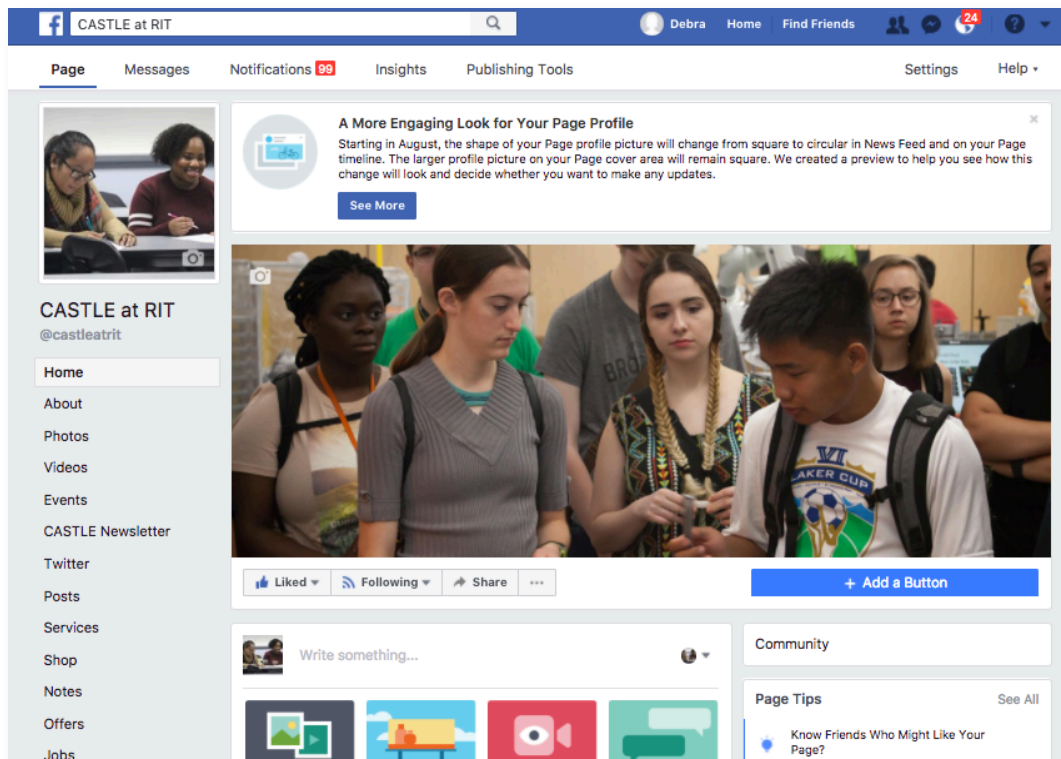 CASTLE at RIT
Debra Home Find Friends 24
Page Messages Notifications 99 Insights Publishing Tools Settings Help
A More Engaging Look for Your Page Profile
Starting in August, the shape of your Page profile picture will change from square to circular in News Feed and on your Page
timeline. The larger profile picture on your Page cover area will remain square. We created a preview to help you see how this
change will look and decide whether you want to make any updates.
See More
CASTLE at RIT
@castleatrit
Home
About
Photos
Videos
Events
CASTLE Newsletter
Twitter
Posts
Services
Shop
Notes
Offers
Jobs
BRO
VI
LAKER CUP
Liked Following Share ...
+ Add a Button
Write something...
Community
Page Tips See All
Know Friends Who Might Like Your
Page?